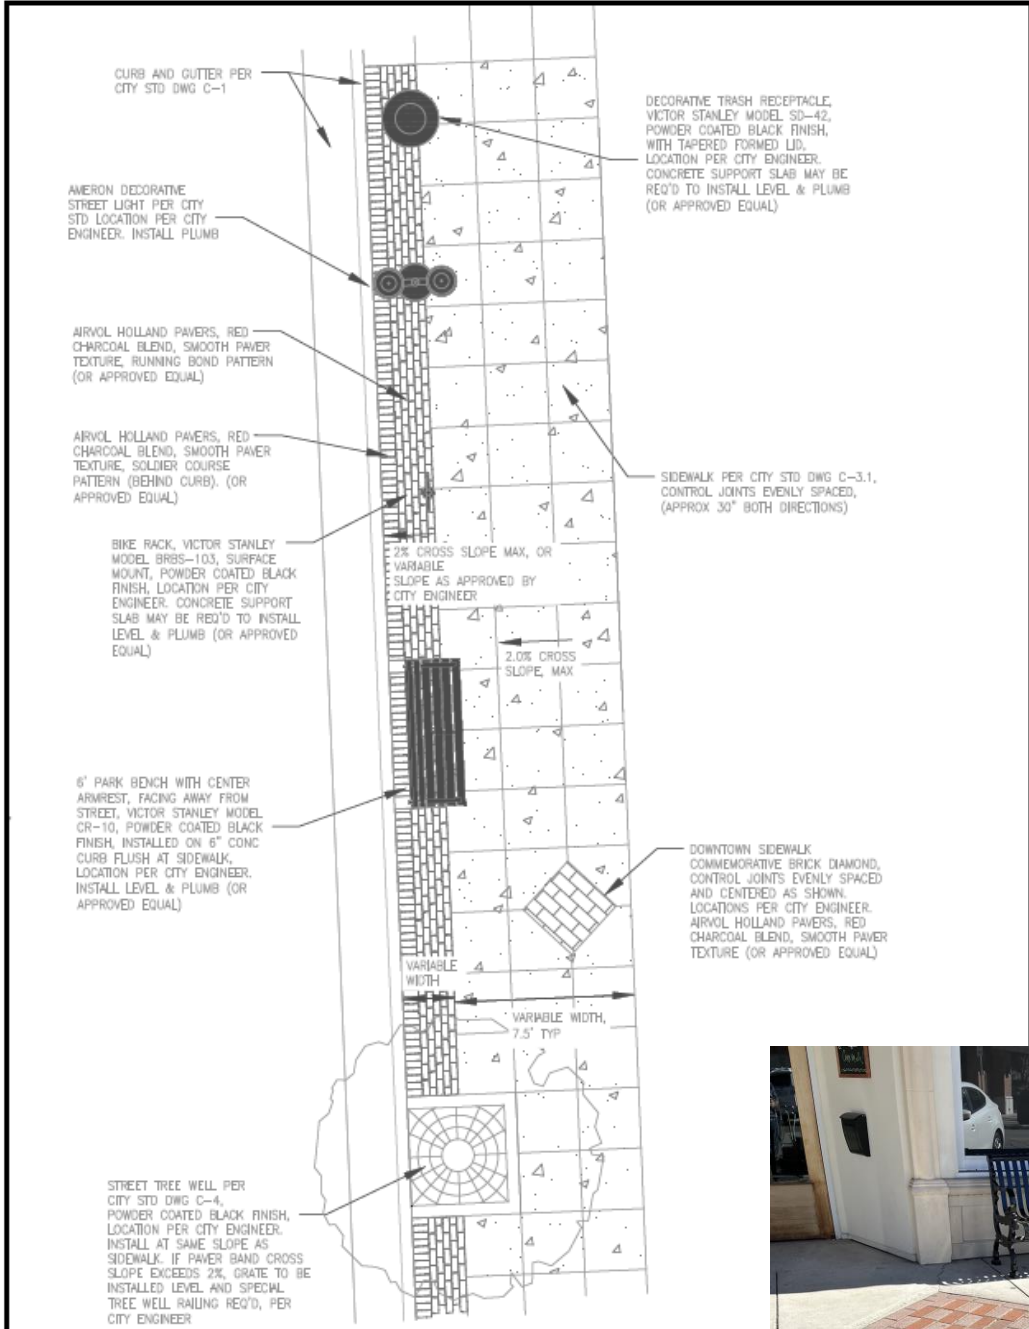 CURB AND GUTTER PER
CITY STD DWG C-1
DECORATIVE TRASH RECEPTACLE,
VICTOR STANLEY MODEL SD-42,
POWDER COATED BLACK FINISH,
WITH TAPERED FORMED LID,
LOCATION PER CITY ENGINEER.
CONCRETE SUPPORT SLAB MAY BE
REQ'D TO INSTALL LEVEL & PLUMB
(OR APPROVED EQUAL)
AMERON DECORATIVE
STREET LIGHT PER CITY
STD LOCATION PER CITY
ENGINEER. INSTALL PLUMB
AIRVOL HOLLAND PAVERS, RED
CHARCOAL BLEND, SMOOTH PAVER
TEXTURE, RUNNING BOND PATTERN
(OR APPROVED EQUAL)
AIRVOL HOLLAND PAVERS, RED
CHARCOAL BLEND, SMOOTH PAVER
TEXTURE, SOLDIER COURSE
PATTERN (BEHIND CURB). (OR
APPROVED EQUAL)
SIDEWALK PER CITY STD DWG C-3.1,
CONTROL JOINTS EVENLY SPACED,
(APPROX 30" BOTH DIRECTIONS)
BIKE RACK, VICTOR STANLEY
MODEL BRBS-103, SURFACE
MOUNT, POWDER COATED BLACK
FINISH, LOCATION PER CITY
ENGINEER. CONCRETE SUPPORT
SLAB MAY BE REQ'D TO INSTALL
LEVEL & PLUMB (OR APPROVED
EQUAL)
2% CROSS SLOPE MAX, OR
VARIABLE
SLOPE AS APPROVED BY
CITY ENGINEER
2.0% CROSS
SLOPE, MAX
6' PARK BENCH WITH CENTER
ARMREST, FACING AWAY FROM
STREET, VICTOR STANLEY MODEL
CR-10, POWDER COATED BLACK
FINISH, INSTALLED ON 6" CONC
CURB FLUSH AT SIDEWALK,
LOCATION PER CITY ENGINEER.
INSTALL LEVEL & PLUMB (OR
APPROVED EQUAL)
DOWNTOWN SIDEWALK
COMMEMORATIVE BRICK DIAMOND,
CONTROL JOINTS EVENLY SPACED
AND CENTERED AS SHOWN.
LOCATIONS PER CITY ENGINEER.
AIRVOL HOLLAND PAVERS, RED
CHARCOAL BLEND, SMOOTH PAVER
TEXTURE (OR APPROVED EQUAL)
VARIABLE
WIDTH
VARIABLE WIDTH,
7.5' TYP
STREET TREE WELL PER
CITY STD DWG C-4,
POWDER COATED BLACK FINISH,
LOCATION PER CITY ENGINEER.
INSTALL AT SAME SLOPE AS
SIDEWALK. IF PAVER BAND CROSS
SLOPE EXCEEDS 2%, GRATE TO BE
INSTALLED LEVEL AND SPECIAL
TREE WELL RAILING REQ'D, PER
CITY ENGINEER